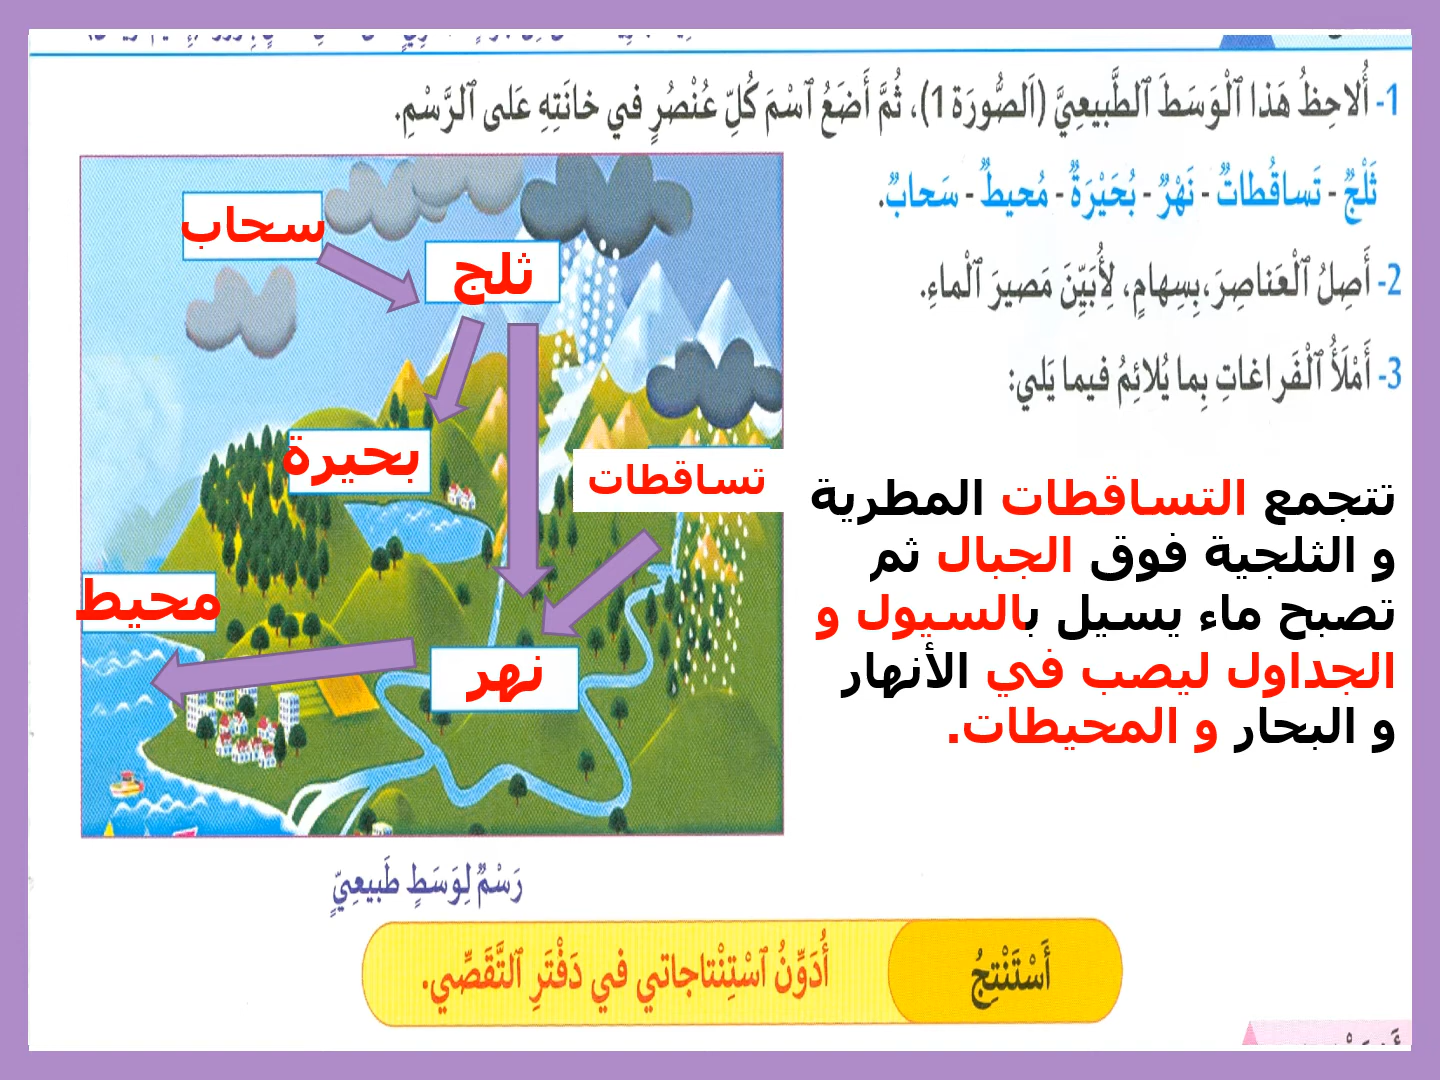 1- أُلاحِظُ هَذا ٱلْوَسَطَ ٱلطَّبيعِيَّ (اَلصُّورَة 1)، ثُمَّ أَضَعُ ٱسْمَ كُلِّ عُنْصُرٍ في خانَتِهِ عَلى ٱلرَّسْمِ.
ثَلْجٌ - تَساقُطاتٌ - نَهْرٌ - بُحَيْرَةٌ - مُحيطٌ - سَحابٌ.
2- أَصِلُ ٱلْعَناصِرَ،بِسِهامٍ، لِأُبَيِّنَ مَصيرَ ٱلْماءِ.
3- أَمْلَأُ ٱلْفَراغاتِ بِما يُلائِمُ فيما يَلي:
سحاب
ثلج
بحيرة
تساقطات
محيط
نهر
تتجمع التساقطات المطرية
و الثلجية فوق الجبال ثم
تصبح ماء يسيل بالسيول و
الجداول ليصب في الأنهار
و البحار و المحيطات.
رَسْمٌ لِوَسَطٍ طَبيعِيٍّ
أَسْتَنْتِجُ
أُدَوِّنُ ٱسْتِنْتاجاتي في دَفْتَرِ ٱلتَّقَصِّي.